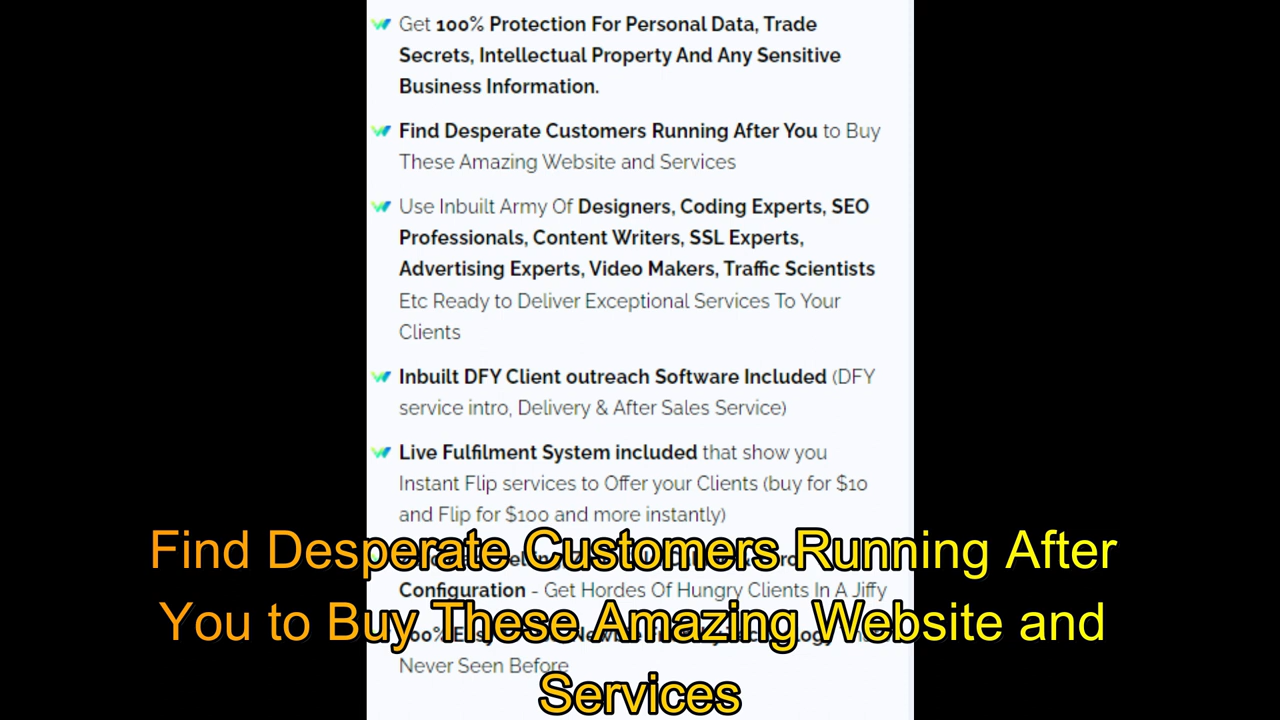 Get 100% Protection For Personal Data, Trade
Secrets, Intellectual Property And Any Sensitive
Business Information.
Find Desperate Customers Running After You to Buy
These Amazing Website and Services
Use Inbuilt Army Of Designers, Coding Experts, SEO
Professionals, Content Writers, SSL Experts,
Advertising Experts, Video Makers, Traffic Scientists
Etc Ready to Deliver Exceptional Services To Your
Clients
Inbuilt DFY Client outreach Software Included (DFY
service intro, Delivery & After Sales Service)
Live Fulfilment System included that show you
Instant Flip services to Offer your Clients (buy for $10
and Flip for $100 and more instantly)
Configuration - Get Hordes Of Hungry Clients In A Jiffy
Never Seen Before
Find Desperate Customers Running After
You to Buy These Amazing Website and
Services